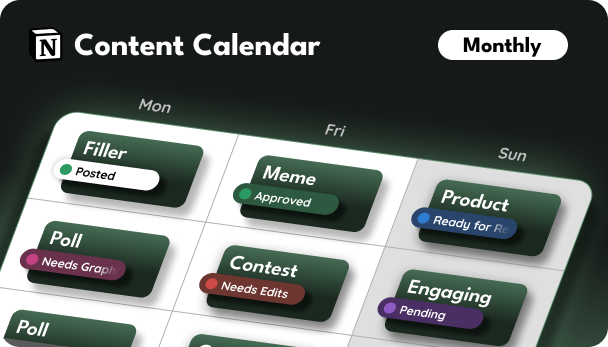 N Content Calendar
Monthly
Mon
Fri
Sun
Filler
Posted
Meme
Approved
Product
Ready for
Poll
Needs Graph
Contest
Needs Edits
Engaging
Pending
Poll